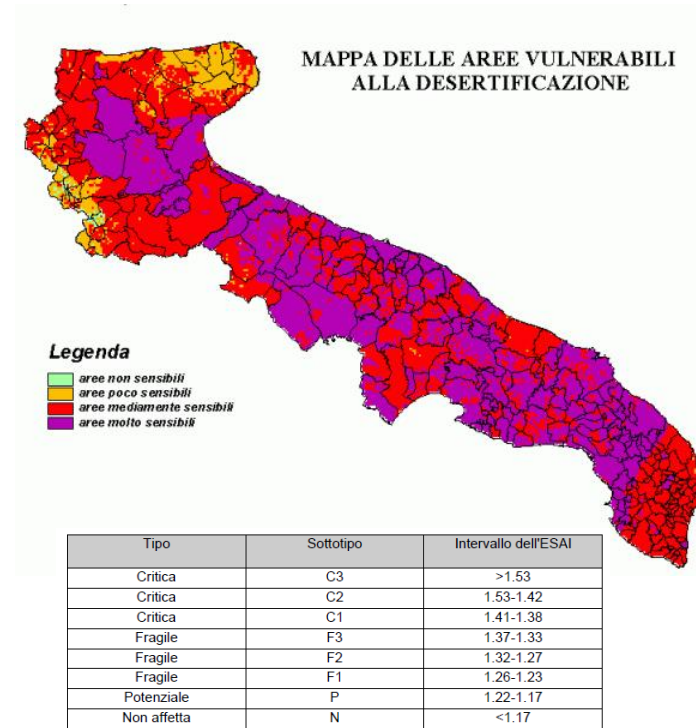 MAPPA DELLE AREE VULNERABILI
ALLA DESERTIFICAZIONE
Legenda
aree non sensibili
aree poco sensibili
aree mediamente sensibili
aree molto sensibili
Tipo Sottotipo Intervallo dell'ESAI
Critica C3 >1.53
Critica C2 1.53-1.42
Critica C1 1.41-1.38
Fragile F3 1.37-1.33
Fragile F2 1.32-1.27
Fragile F1 1.26-1.23
Potenziale P 1.22-1.17
Non affetta N <1.17